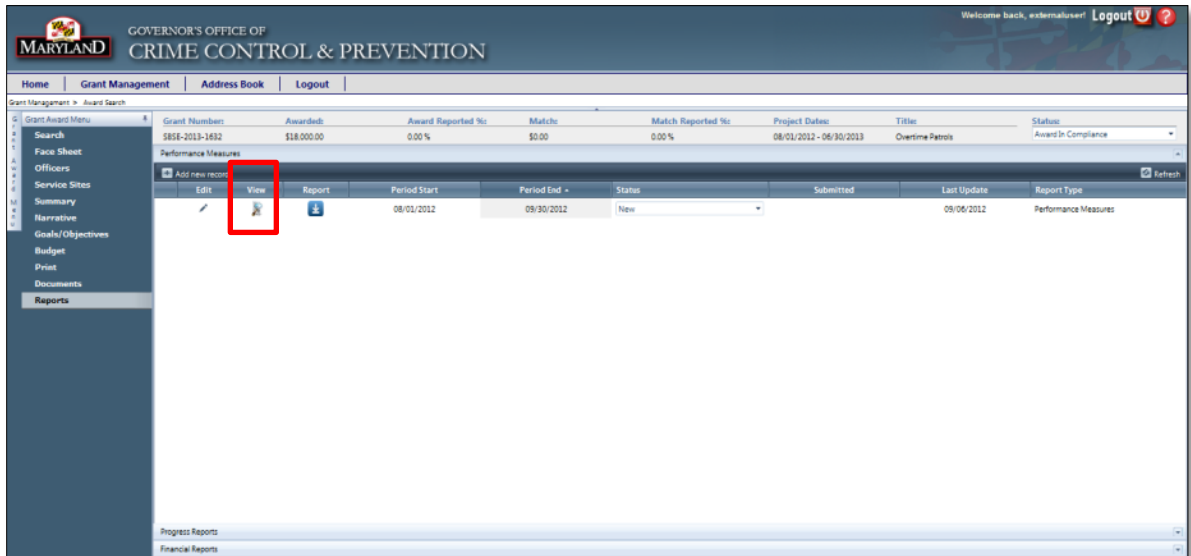 Welcome back, externaluser! Logout
MARYLAND
GOVERNOR'S OFFICE OF
CRIME CONTROL & PREVENTION
Home Grant Management Address Book Logout
Grant Management > Award Search
Grant Award Menu
Search
Face Sheet
Officers
Service Sites
Summary
Narrative
Goals/Objectives
Budget
Print
Documents
Reports
Grant Number: Awarded: Award Reported %: Match: Match Reported %: Project Dates: Title: Status:
SBSE-2013-1632 $18,000.00 0.00 % $0.00 0.00 % 08/01/2012 - 06/30/2013 Overtime Patrols Award In Compliance
Performance Measures
Add new record Refresh
Edit View Report Period Start Period End Status Submitted Last Update Report Type
08/01/2012 09/30/2012 New 09/06/2012 Performance Measures
Progress Reports
Financial Reports